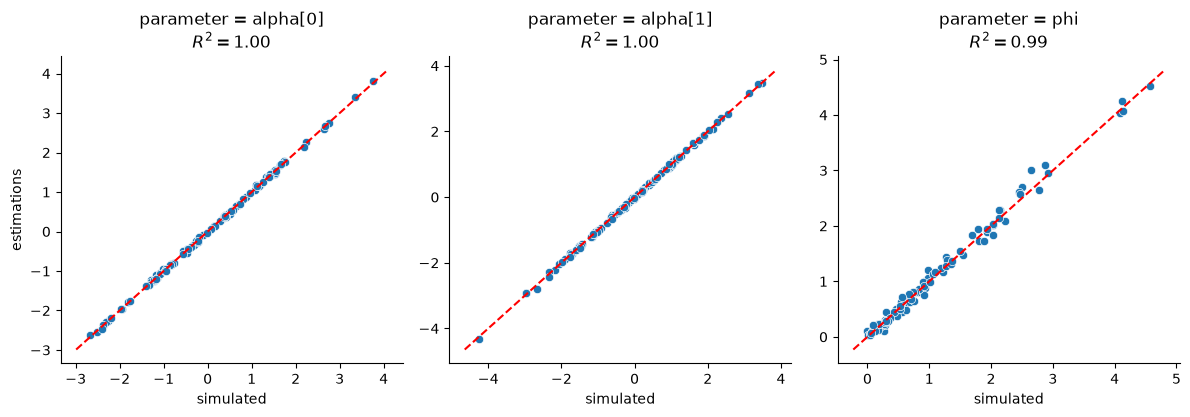 parameter = alpha[0]
R² = 1.00
parameter = alpha[1]
R² = 1.00
parameter = phi
R² = 0.99
estimations
4
3
2
1
0
−1
−2
−3
−3 −2 −1 0 1 2 3 4
simulated
4
2
0
−2
−4
−4 −2 0 2 4
simulated
5
4
3
2
1
0
0 1 2 3 4 5
simulated